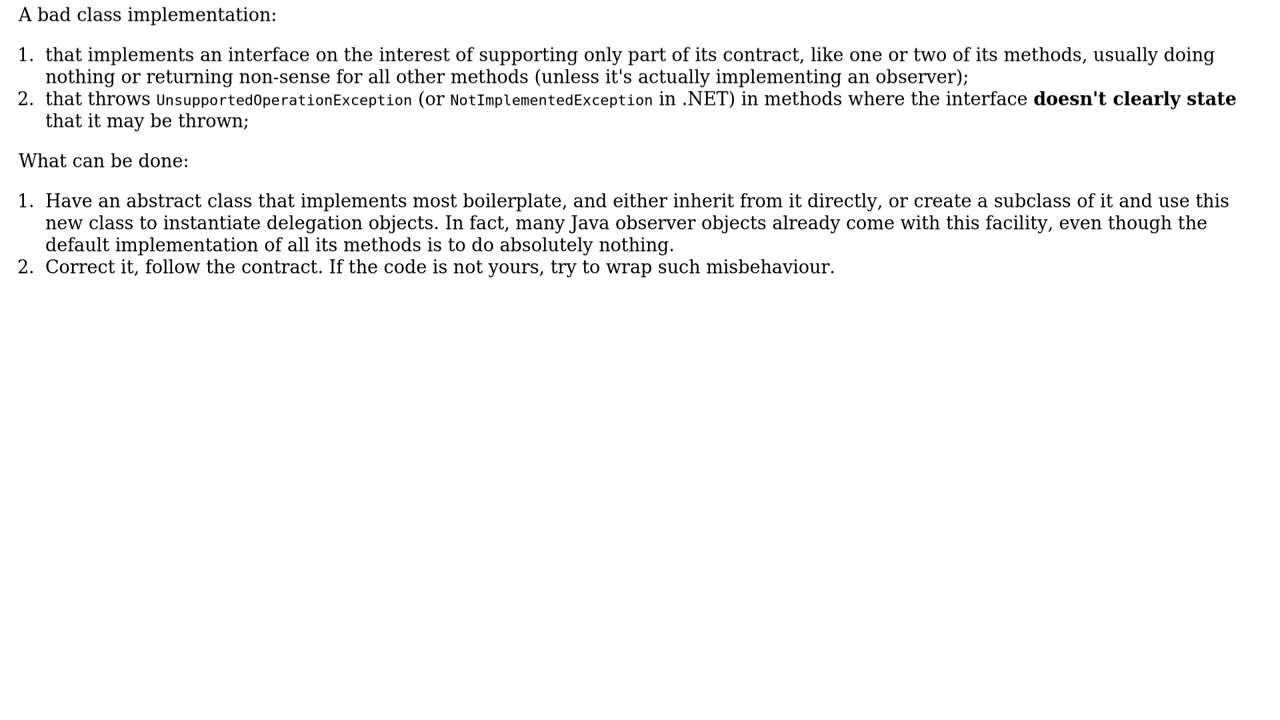 A bad class implementation:
1. that implements an interface on the interest of supporting only part of its contract, like one or two of its methods, usually doing
nothing or returning non-sense for all other methods (unless it's actually implementing an observer);
2. that throws UnsupportedOperationException (or NotImplementedException in .NET) in methods where the interface doesn't clearly state
that it may be thrown;
What can be done:
1. Have an abstract class that implements most boilerplate, and either inherit from it directly, or create a subclass of it and use this
new class to instantiate delegation objects. In fact, many Java observer objects already come with this facility, even though the
default implementation of all its methods is to do absolutely nothing.
2. Correct it, follow the contract. If the code is not yours, try to wrap such misbehaviour.